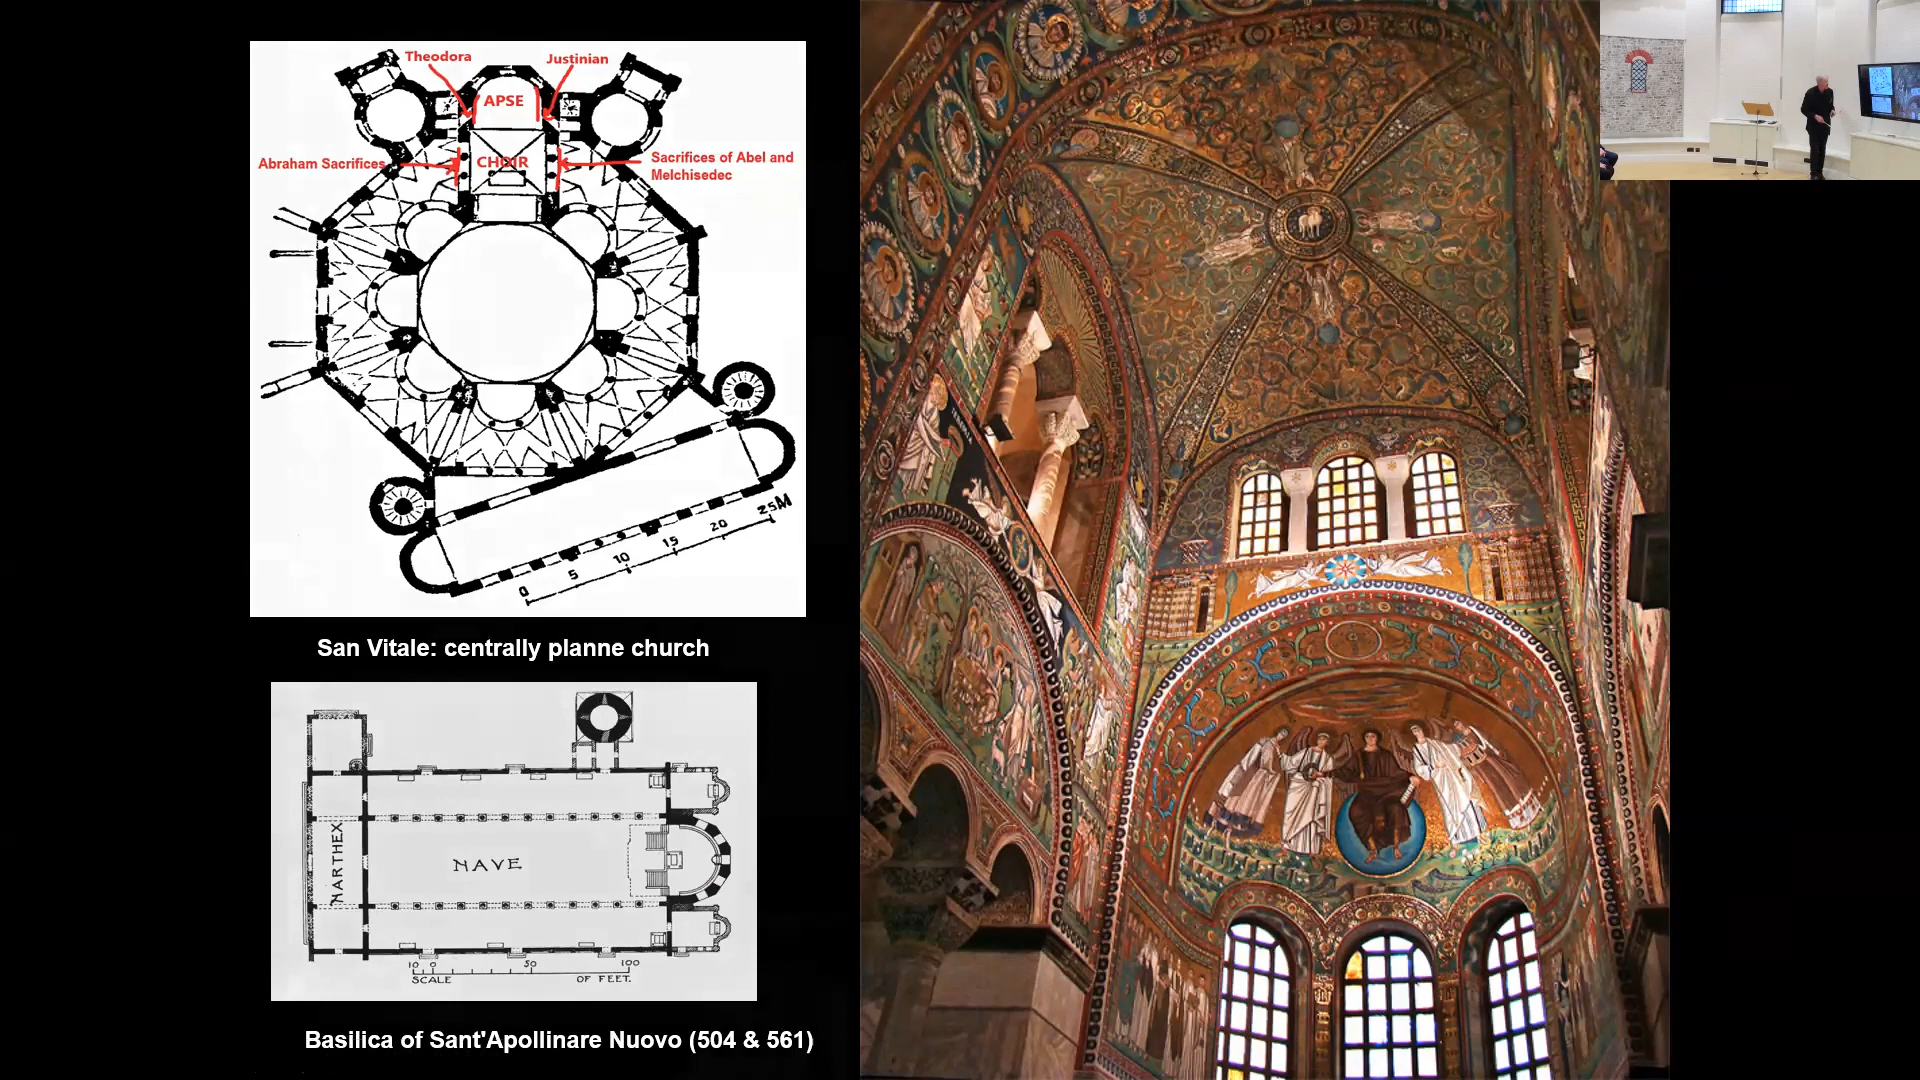 Theodora
Justinian
APSE
Abraham Sacrifices
CHOIR
Sacrifices of Abel and
Melchisedec
0 5 10 15 20 25M
San Vitale: centrally planne church
NARTHEX
NAVE
10 0 50 100
SCALE OF FEET.
Basilica of Sant'Apollinare Nuovo (504 & 561)